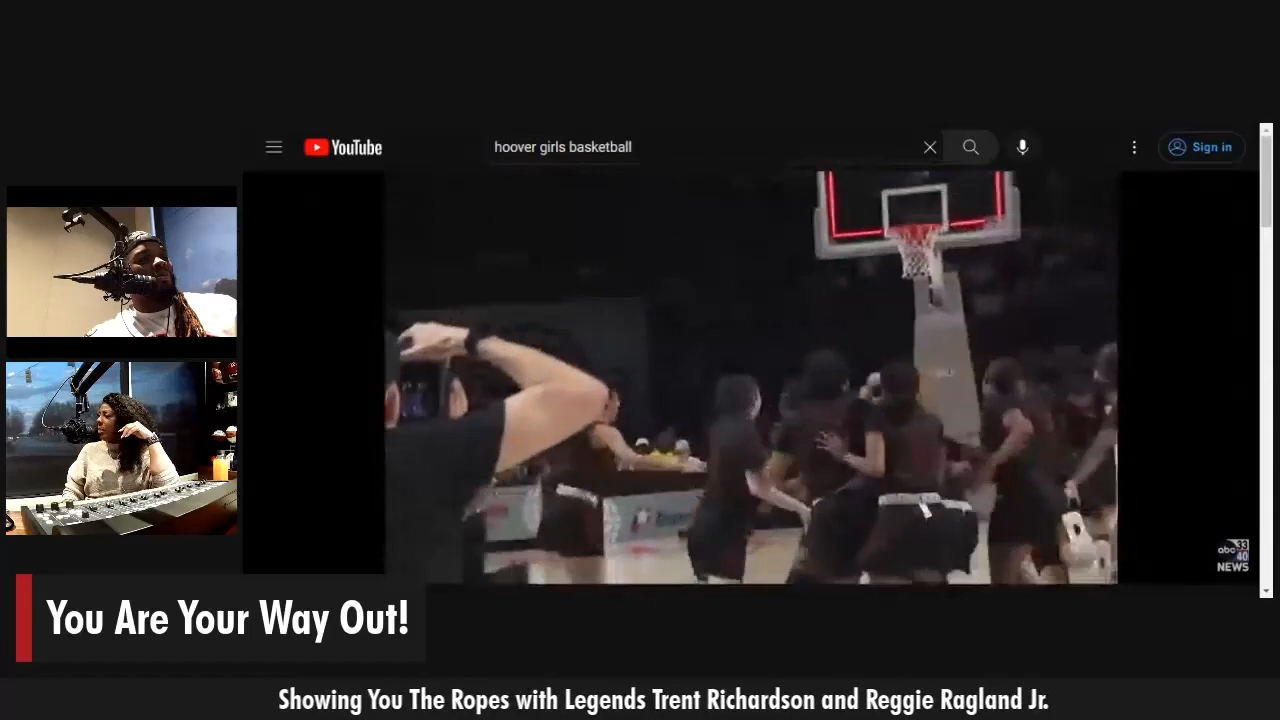 YouTube
hoover girls basketball
Sign in
abc 33 40
NEWS
You Are Your Way Out!
Showing You The Ropes with Legends Trent Richardson and Reggie Ragland Jr.